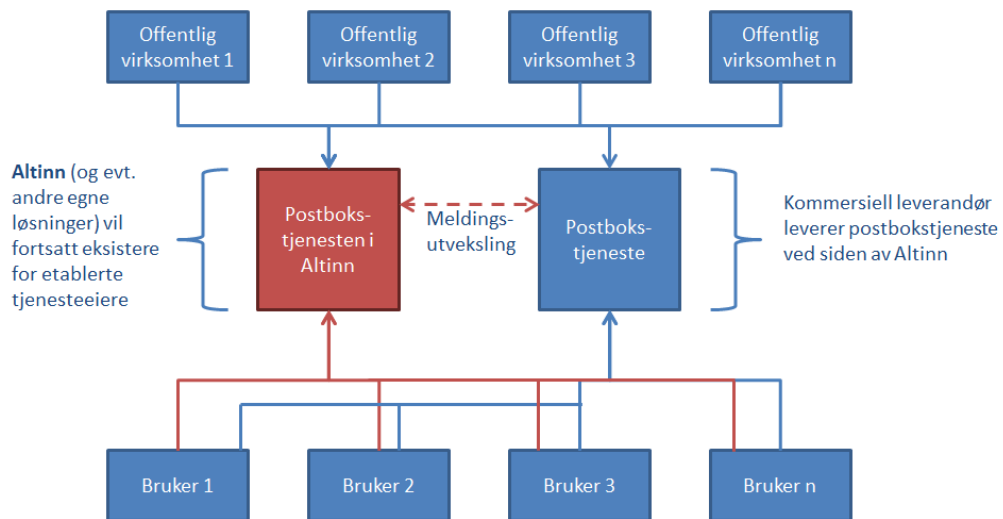 Offentlig
virksomhet 1
Offentlig
virksomhet 2
Offentlig
virksomhet 3
Offentlig
virksomhet n
Altinn (og evt.
andre egne
løsninger) vil
fortsatt eksistere
for etablerte
tjenesteeiere
Postboks-
tjenesten i
Altinn
Meldings-
utveksling
Postboks-
tjeneste
Kommersiell leverandør
leverer postbokstjeneste
ved siden av Altinn
Bruker 1
Bruker 2
Bruker 3
Bruker n